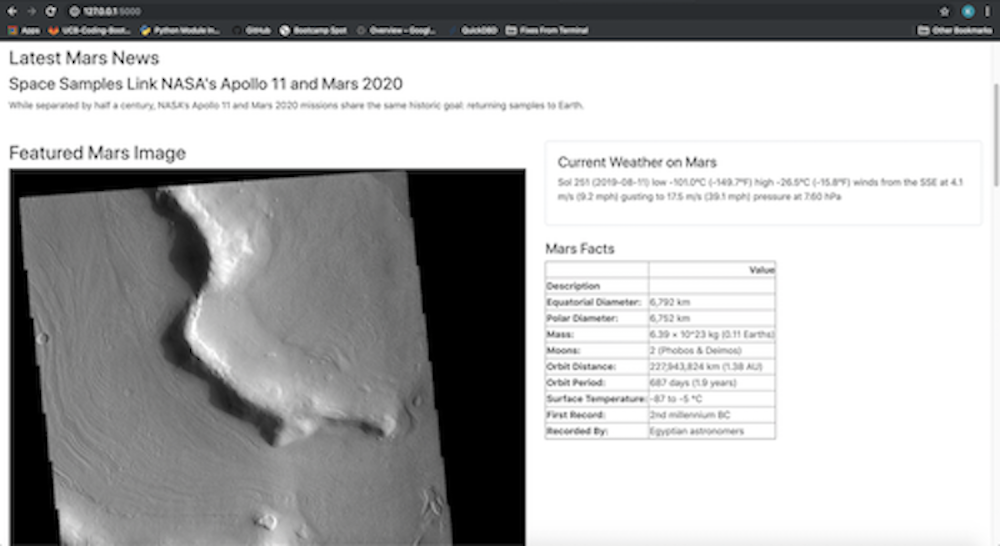 127.0.0.1:5000
Apps UCB-Coding-Boot... Python Module In... GitHub Bootcamp Spot Overview – Googl... QuickDBD Fixes From Terminal Other Bookmarks
Latest Mars News
Space Samples Link NASA's Apollo 11 and Mars 2020
While separated by half a century, NASA's Apollo 11 and Mars 2020 missions share the same historic goal: returning samples to Earth.
Featured Mars Image
Current Weather on Mars
Sol 251 (2019-08-11) low -101.0ºC (-149.7ºF) high -26.5ºC (-15.8ºF) winds from the SSE at 4.1
m/s (9.2 mph) gusting to 17.5 m/s (39.1 mph) pressure at 7.60 hPa
Mars Facts
Value
Description
Equatorial Diameter: 6,792 km
Polar Diameter: 6,752 km
Mass: 6.39 × 10^23 kg (0.11 Earths)
Moons: 2 (Phobos & Deimos)
Orbit Distance: 227,943,824 km (1.38 AU)
Orbit Period: 687 days (1.9 years)
Surface Temperature: -87 to -5 °C
First Record: 2nd millennium BC
Recorded By: Egyptian astronomers